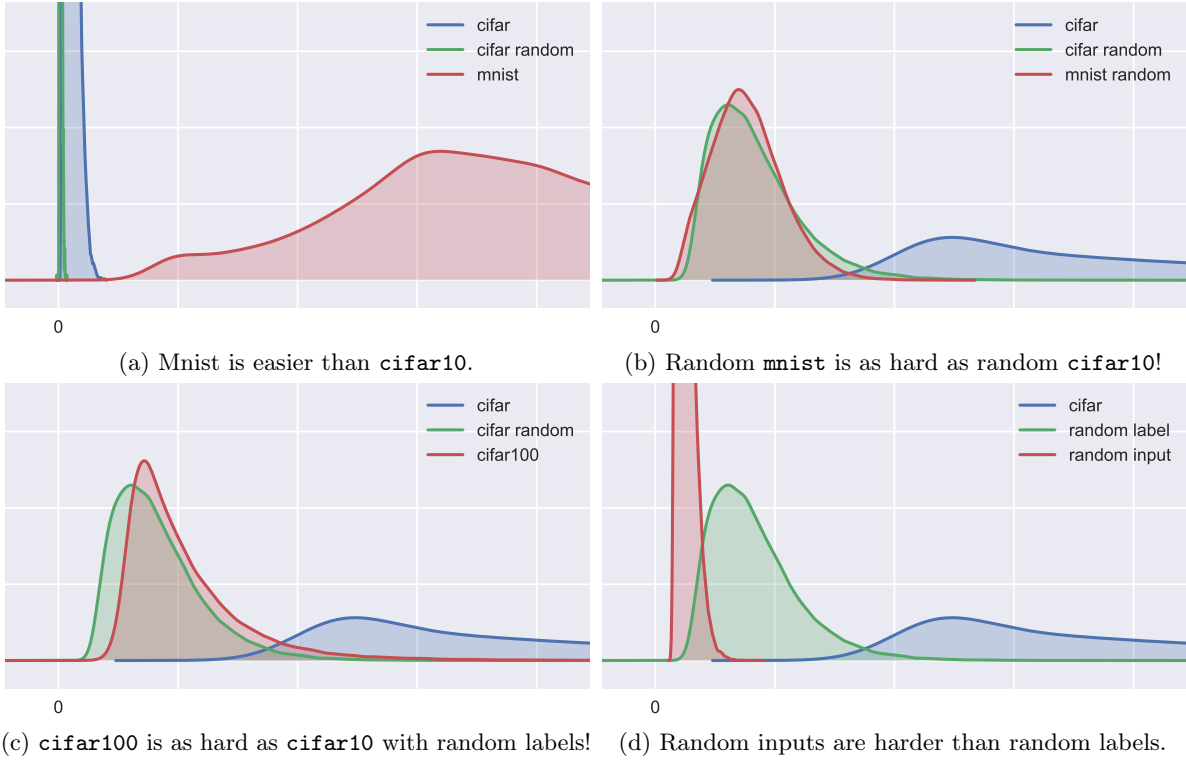 cifar
cifar random
mnist
0
(a) Mnist is easier than cifar10.
cifar
cifar random
mnist random
0
(b) Random mnist is as hard as random cifar10!
cifar
cifar random
cifar100
0
(c) cifar100 is as hard as cifar10 with random labels!
cifar
random label
random input
0
(d) Random inputs are harder than random labels.